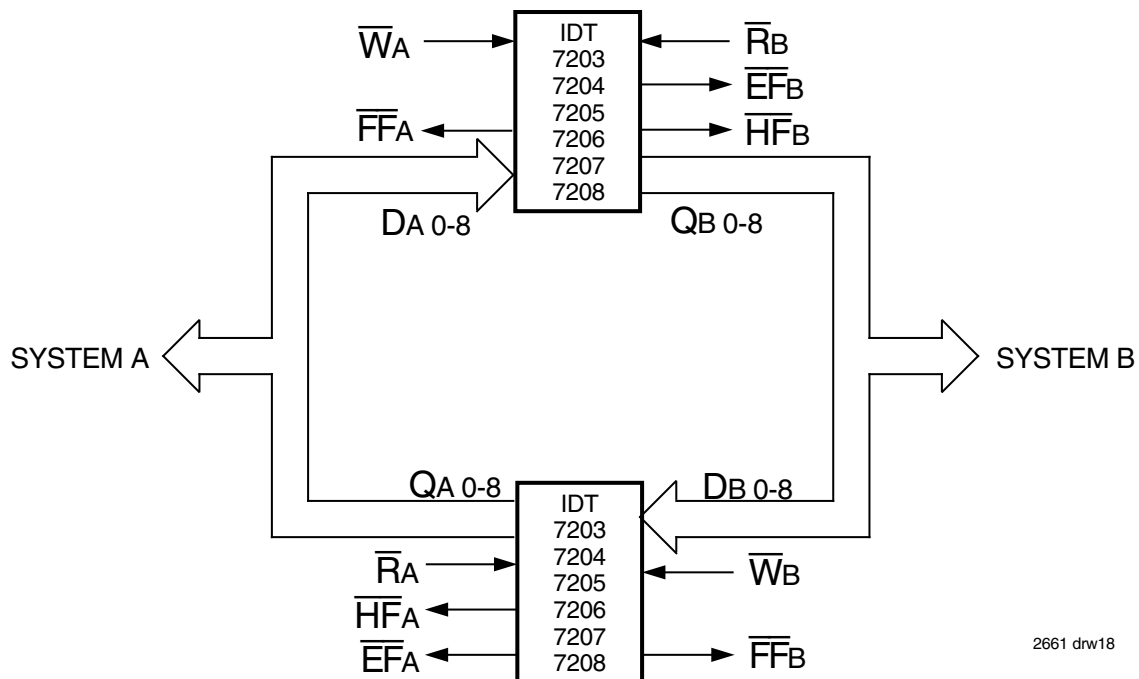 W̅A
IDT
7203
7204
7205
7206
7207
7208
R̅B
E̅F̅B
H̅F̅B
F̅F̅A
DA 0-8
QB 0-8
SYSTEM A
SYSTEM B
QA 0-8
DB 0-8
IDT
7203
7204
7205
7206
7207
7208
R̅A
H̅F̅A
E̅F̅A
W̅B
F̅F̅B
2661 drw18